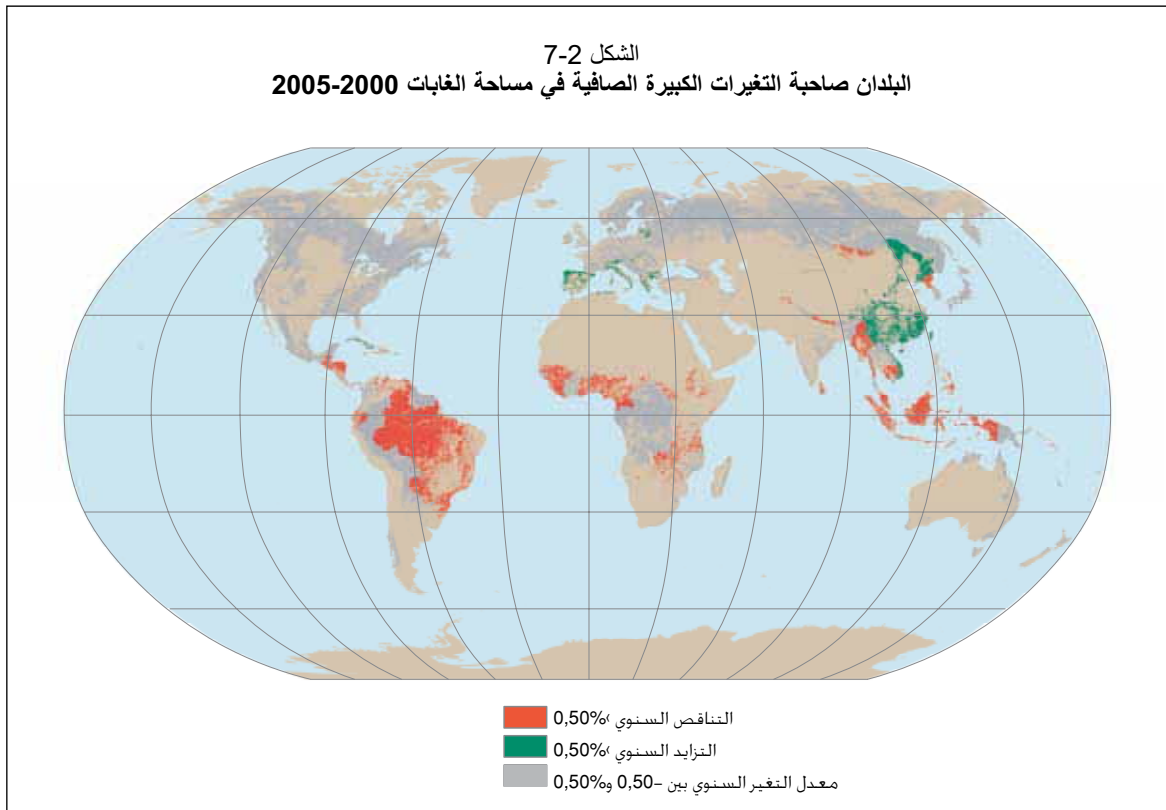 الشكل 2-7
البلدان صاحبة التغيرات الكبيرة الصافية في مساحة الغابات 2000-2005
التناقص السنوي ›0,50%
التزايد السنوي ›0,50%
معدل التغير السنوي بين -0,50 و0,50%